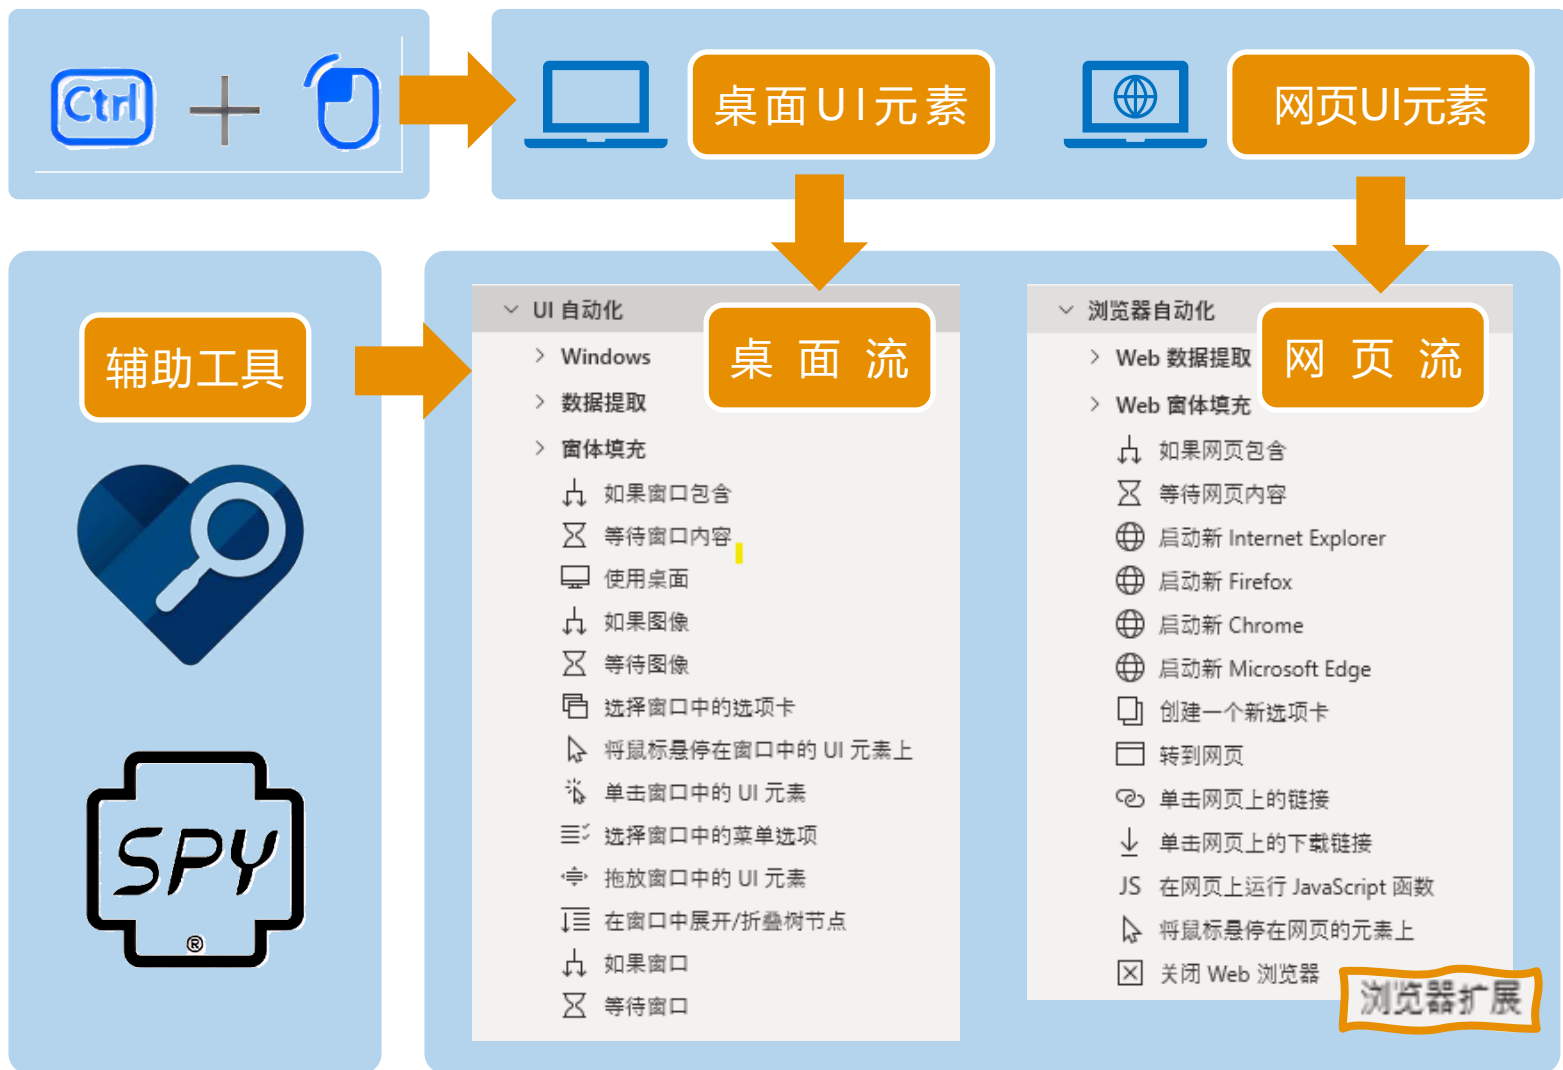 Ctrl
桌面UI元素
网页UI元素
辅助工具
SPY
®
UI 自动化
桌面流
Windows
数据提取
窗体填充
如果窗口包含
等待窗口内容
使用桌面
如果图像
等待图像
选择窗口中的选项卡
将鼠标悬停在窗口中的 UI 元素上
单击窗口中的 UI 元素
选择窗口中的菜单选项
拖放窗口中的 UI 元素
在窗口中展开/折叠树节点
如果窗口
等待窗口
浏览器自动化
网页流
Web 数据提取
Web 窗体填充
如果网页包含
等待网页内容
启动新 Internet Explorer
启动新 Firefox
启动新 Chrome
启动新 Microsoft Edge
创建一个新选项卡
转到网页
单击网页上的链接
单击网页上的下载链接
JS 在网页上运行 JavaScript 函数
将鼠标悬停在网页的元素上
关闭 Web 浏览器
浏览器扩展